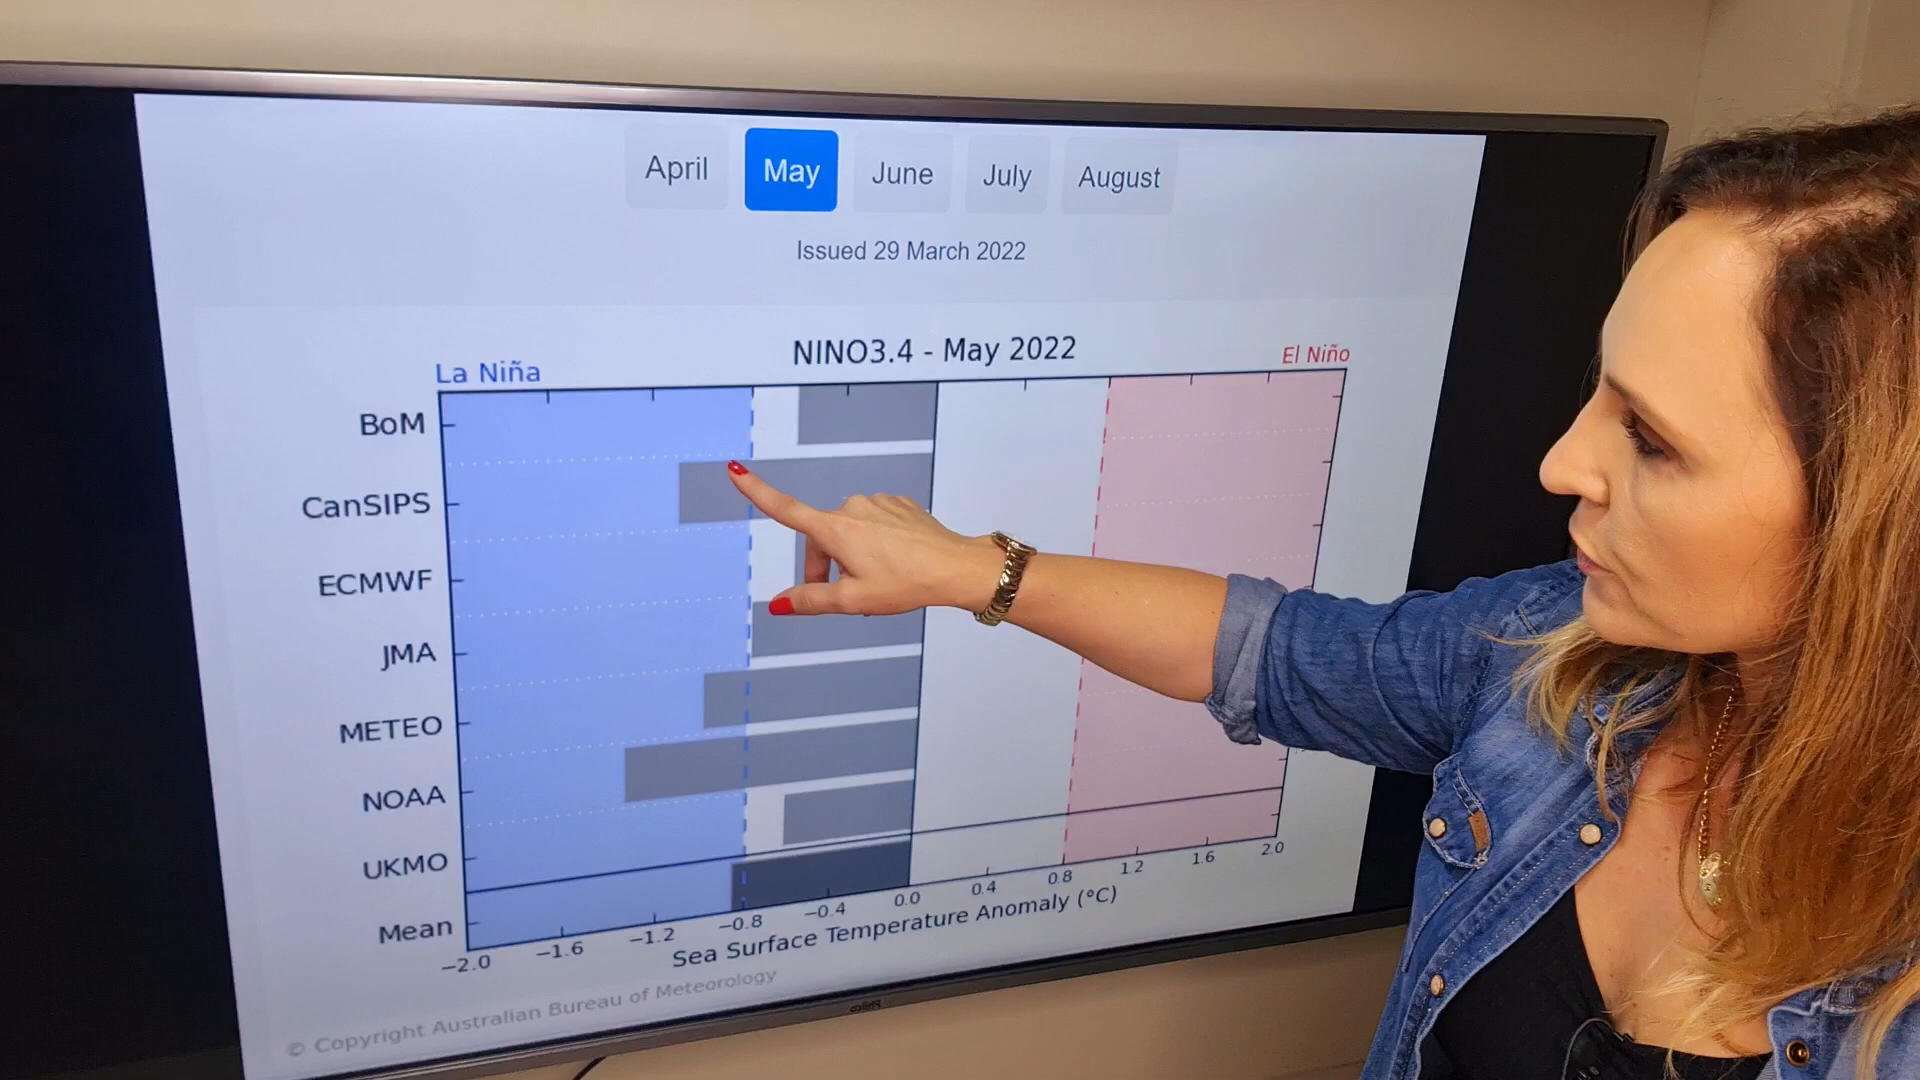 April May June July August
Issued 29 March 2022
NINO3.4 - May 2022
La Niña
El Niño
BoM
CanSIPS
ECMWF
JMA
METEO
NOAA
UKMO
Mean
−2.0 −1.6 −1.2 −0.8 −0.4 0.0 0.4 0.8 1.2 1.6 2.0
Sea Surface Temperature Anomaly (°C)
© Copyright Australian Bureau of Meteorology